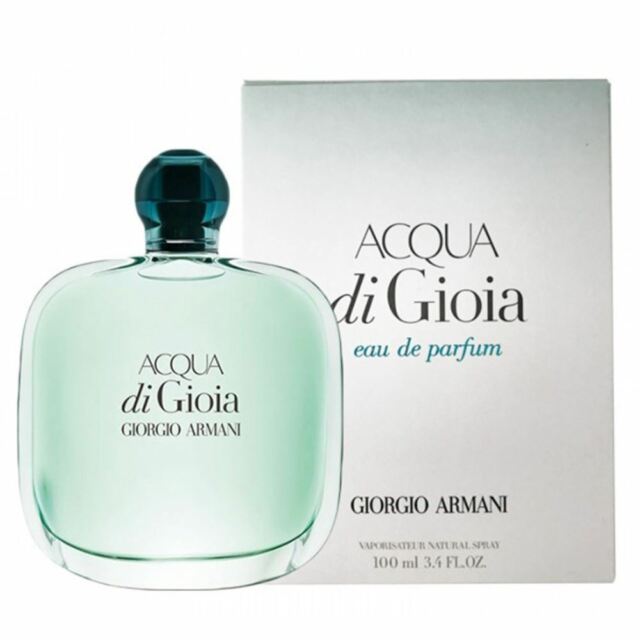 ACQUA
di Gioia
GIORGIO ARMANI
ACQUA
di Gioia
eau de parfum
GIORGIO ARMANI
VAPORISATEUR NATURAL SPRAY
100 ml 3.4 FL.OZ.